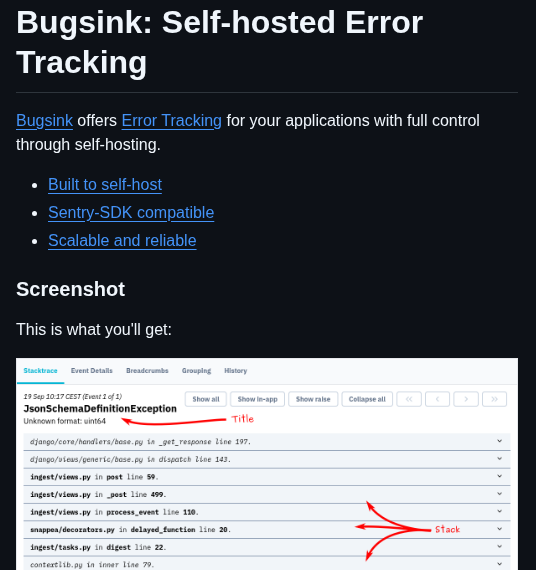 Bugsink: Self-hosted Error
Tracking
Bugsink offers Error Tracking for your applications with full control
through self-hosting.
Built to self-host
Sentry-SDK compatible
Scalable and reliable
Screenshot
This is what you'll get:
Stacktrace Event Details Breadcrumbs Grouping History
19 Sep 10:17 CEST (Event 1 of 1)
Show all Show in-app Show raise Collapse all
JsonSchemaDefinitionException
Title
Unknown format: uint64
django/core/handlers/base.py in _get_response line 197.
django/views/generic/base.py in dispatch line 143.
ingest/views.py in post line 59.
ingest/views.py in _post line 499.
ingest/views.py in process_event line 110.
snappea/decorators.py in delayed_function line 20.
Stack
ingest/tasks.py in digest line 22.
contextlib.py in inner line 79.